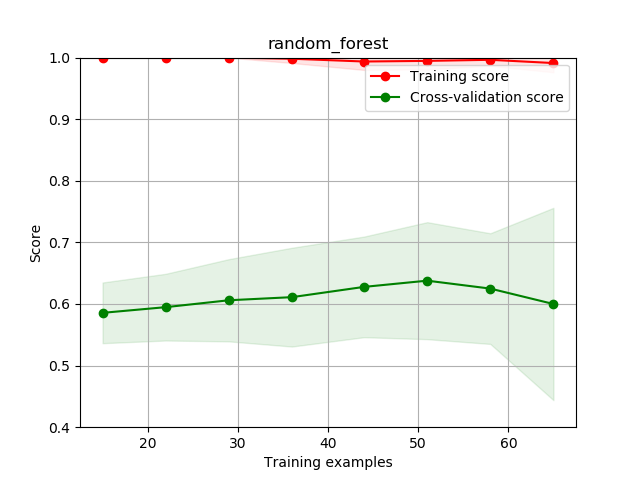 random_forest
1.0
0.9
0.8
0.7
0.6
0.5
0.4
Score
Training score
Cross-validation score
20 30 40 50 60
Training examples